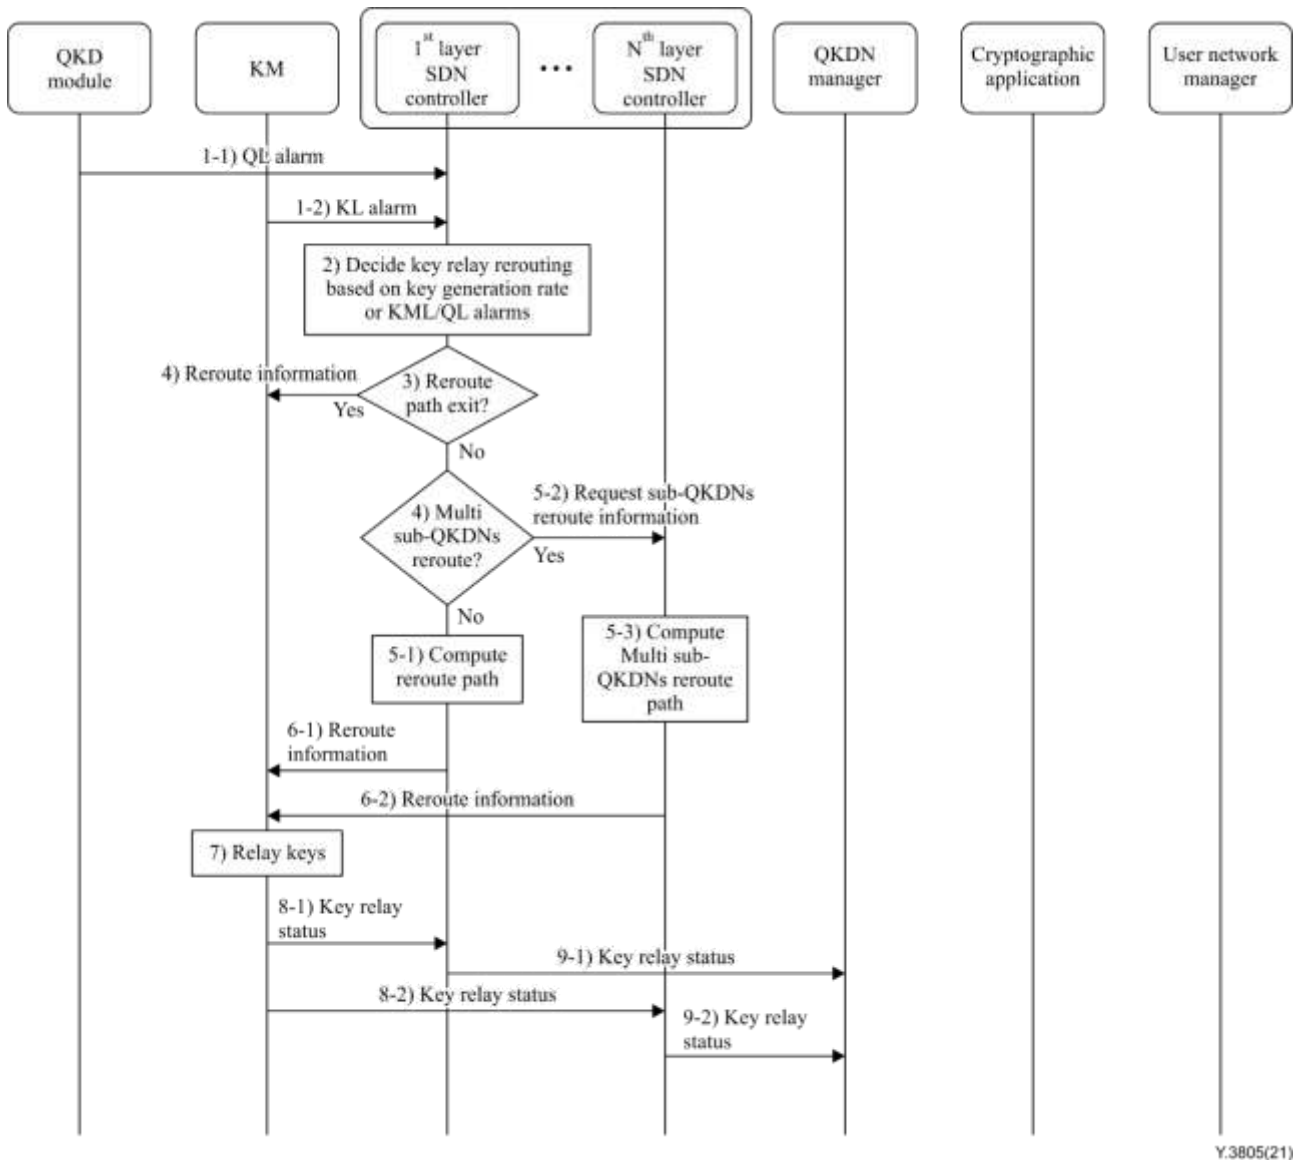 QKD
module
KM
1st layer
SDN
controller
...
Nth layer
SDN
controller
QKDN
manager
Cryptographic
application
User network
manager
1-1) QL alarm
1-2) KL alarm
2) Decide key relay rerouting
based on key generation rate
or KML/QL alarms
4) Reroute information
3) Reroute
path exit?
Yes
No
4) Multi
sub-QKDNs
reroute?
5-2) Request sub-QKDNs
reroute information
Yes
No
5-1) Compute
reroute path
5-3) Compute
Multi sub-
QKDNs reroute
path
6-1) Reroute
information
6-2) Reroute information
7) Relay keys
8-1) Key relay
status
9-1) Key relay status
8-2) Key relay status
9-2) Key relay
status
Y.3805(21)